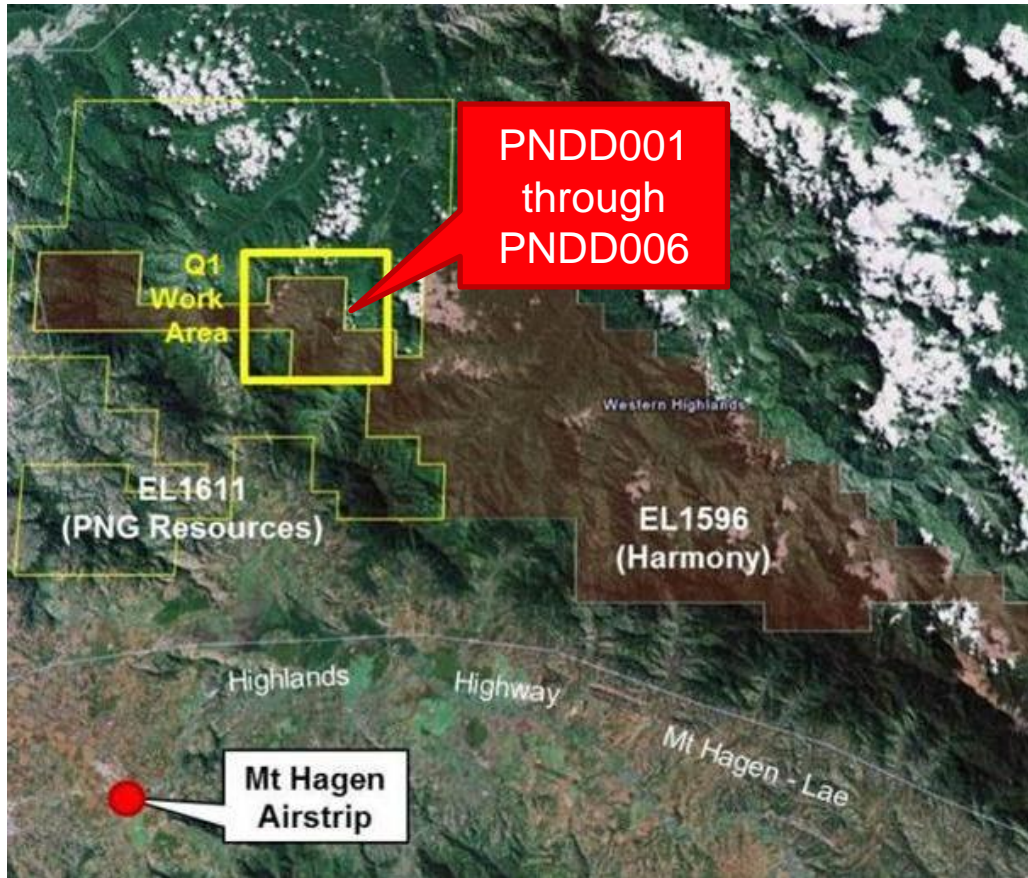 PNDD001
through
PNDD006
Q1
Work
Area
Western Highlands
EL1611
(PNG Resources)
EL1596
(Harmony)
Highlands Highway Mt Hagen - Lae
Mt Hagen
Airstrip